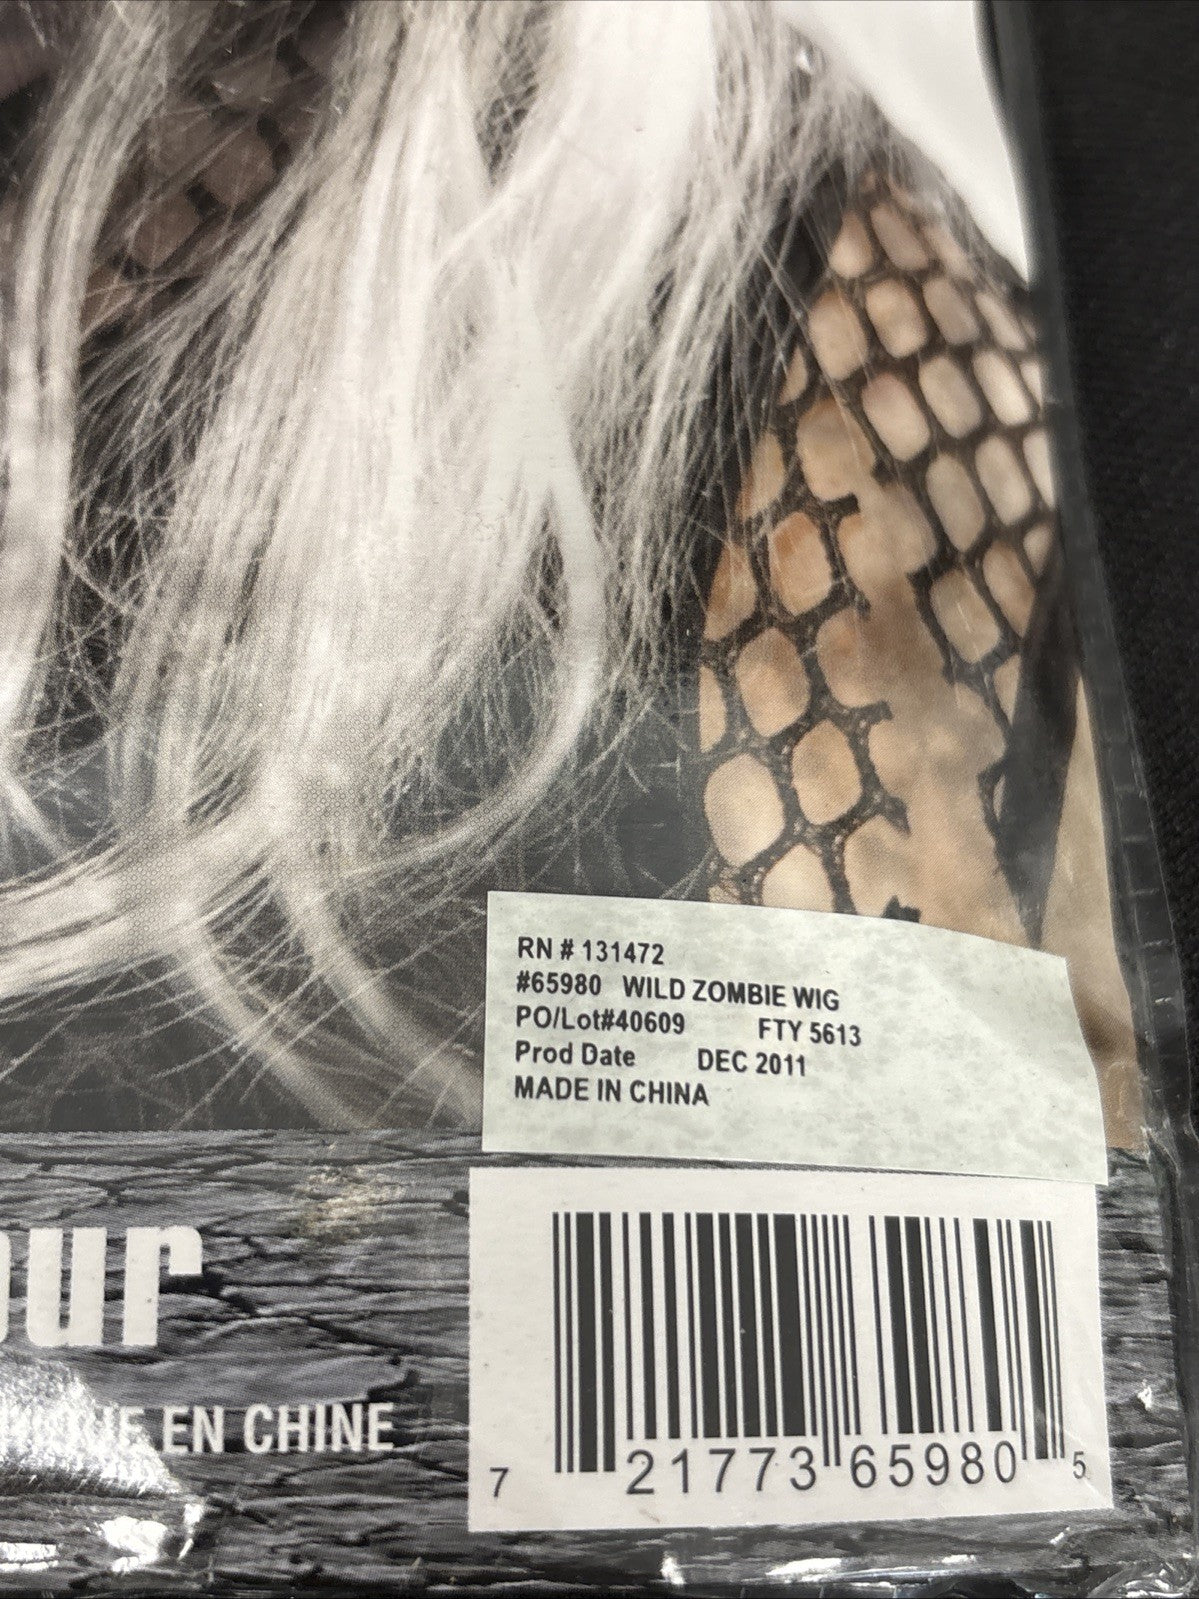 RN # 131472
#65980 WILD ZOMBIE WIG
PO/Lot#40609 FTY 5613
Prod Date DEC 2011
MADE IN CHINA
our
EN CHINE
7 21773 65980 5